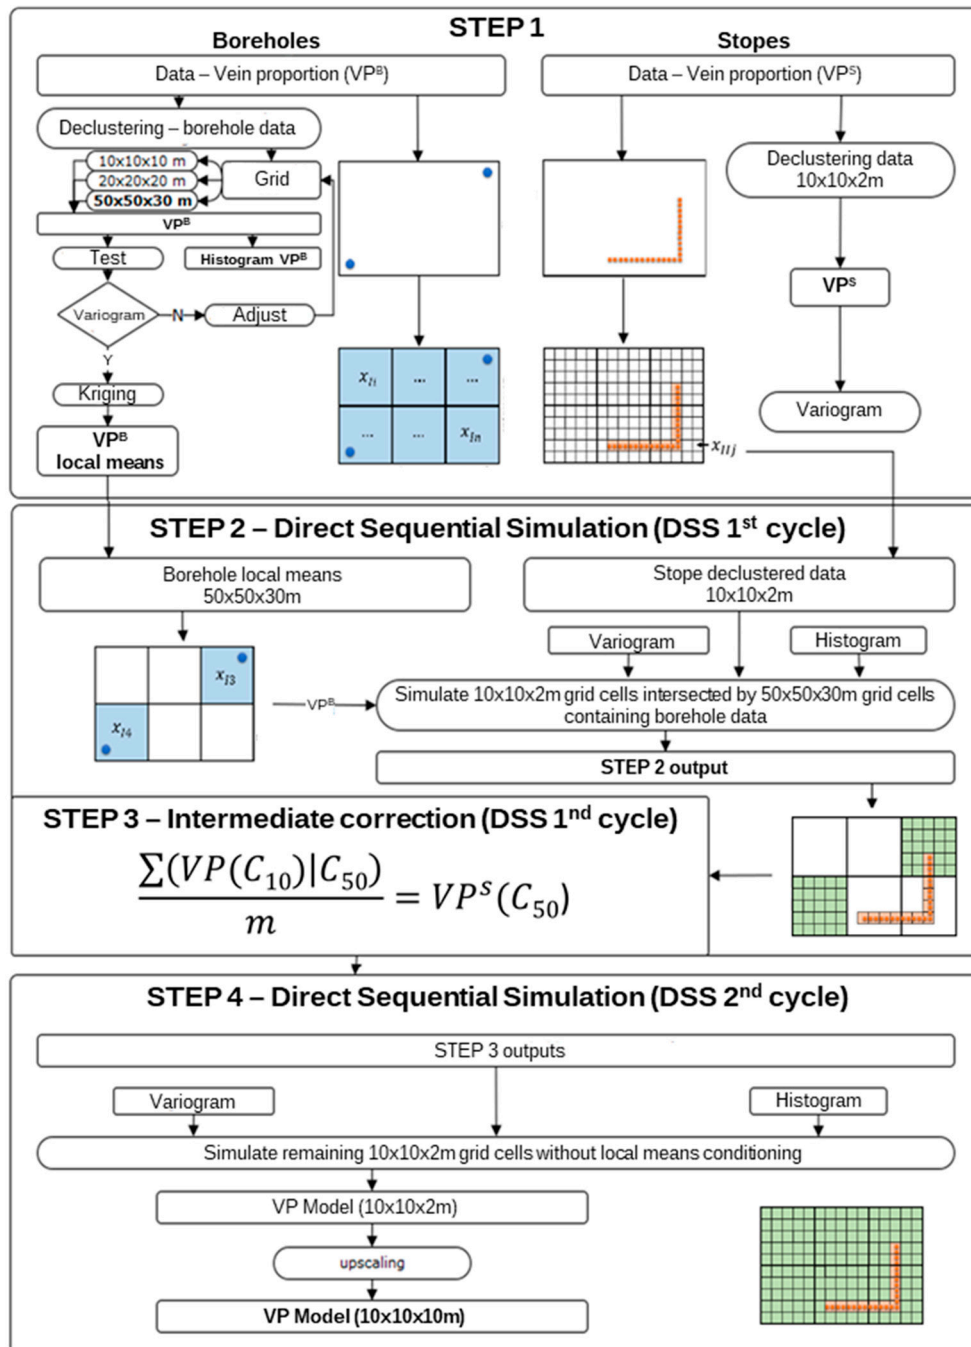 STEP 1
Boreholes
Stopes
Data – Vein proportion (VPᴮ)
Data – Vein proportion (VPˢ)
Declustering – borehole data
10x10x10 m
20x20x20 m
50x50x30 m
Grid
VPᴮ
Test
Histogram VPᴮ
Variogram
N
Adjust
Y
Kriging
VPᴮ
local means
x_Ii
...
...
...
...
x_In
x_IIj
Declustering data
10x10x2m
VPˢ
Variogram
STEP 2 – Direct Sequential Simulation (DSS 1ˢᵗ cycle)
Borehole local means
50x50x30m
Stope declustered data
10x10x2m
Variogram
Histogram
x_I3
x_I4
VPᴮ
Simulate 10x10x2m grid cells intersected by 50x50x30m grid cells
containing borehole data
STEP 2 output
STEP 3 – Intermediate correction (DSS 1ⁿᵈ cycle)
∑(VP(C₁₀)|C₅₀)
m
= VPˢ(C₅₀)
STEP 4 – Direct Sequential Simulation (DSS 2ⁿᵈ cycle)
STEP 3 outputs
Variogram
Histogram
Simulate remaining 10x10x2m grid cells without local means conditioning
VP Model (10x10x2m)
upscaling
VP Model (10x10x10m)